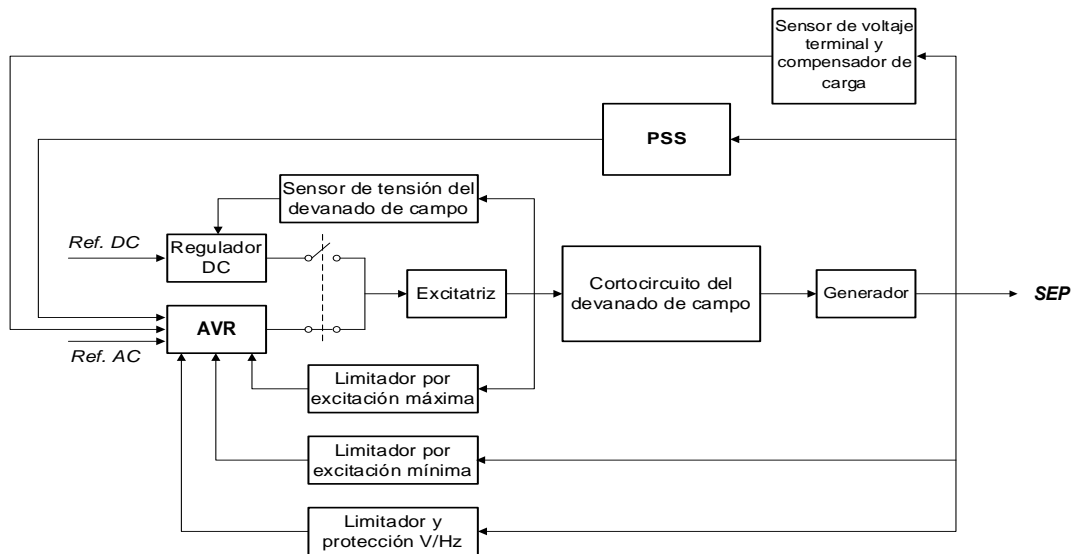 Sensor de voltaje
terminal y
compensador de
carga
PSS
Sensor de tensión del
devanado de campo
Ref. DC
Regulador
DC
Excitatriz
Cortocircuito del
devanado de campo
Generador
SEP
AVR
Ref. AC
Limitador por
excitación máxima
Limitador por
excitación mínima
Limitador y
protección V/Hz